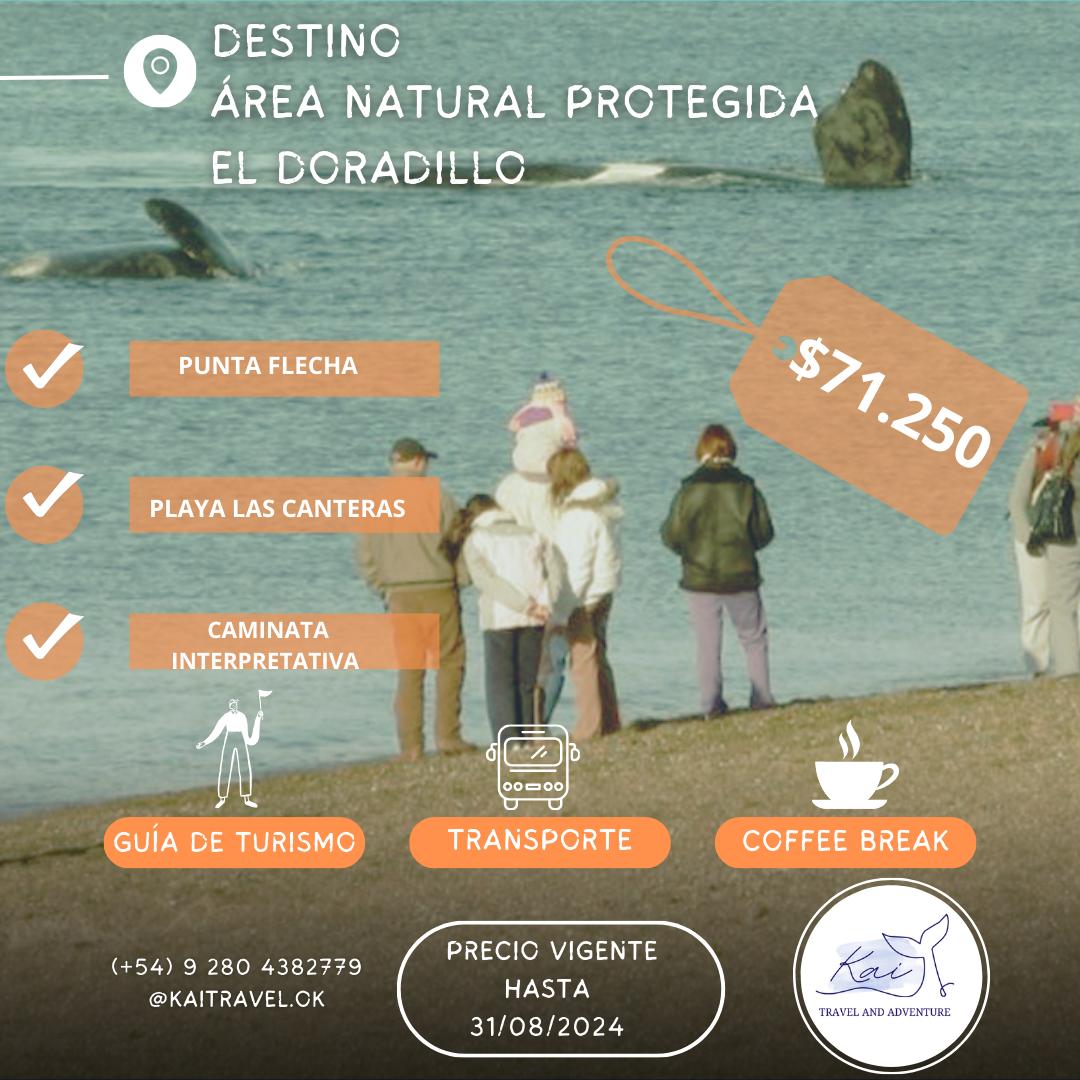 DESTINO
ÁREA NATURAL PROTEGIDA
EL DORADILLO
$71.250
PUNTA FLECHA
PLAYA LAS CANTERAS
CAMINATA
INTERPRETATIVA
GUÍA DE TURISMO
TRANSPORTE
COFFEE BREAK
(+54) 9 280 4382779
@KAITRAVEL.OK
PRECIO VIGENTE
HASTA
31/08/2024
Kai
TRAVEL AND ADVENTURE